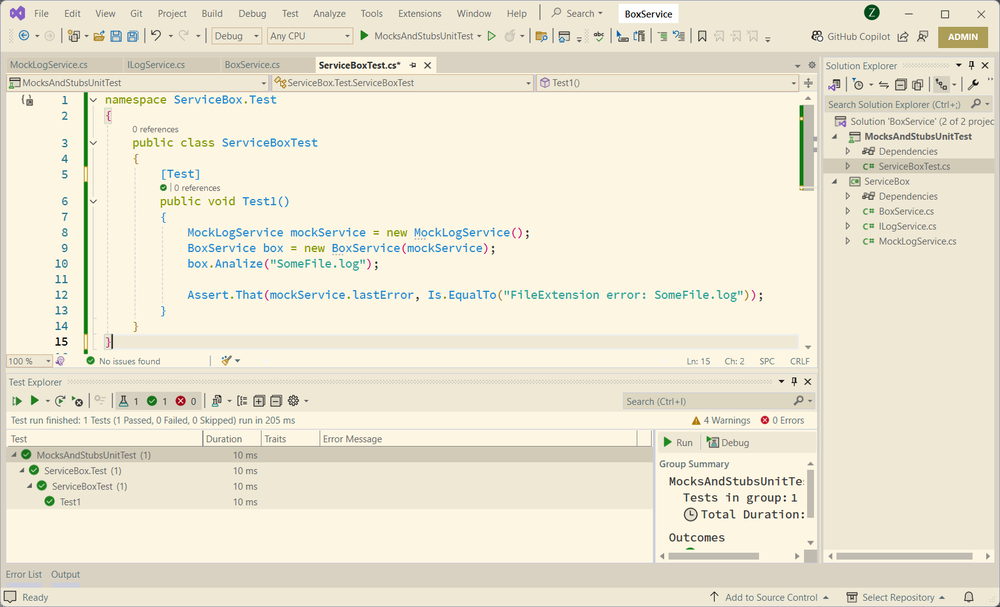 File Edit View Git Project Build Debug Test Analyze Tools Extensions Window Help Search BoxService Z
Debug Any CPU MocksAndStubsUnitTest abc GitHub Copilot ADMIN
MockLogService.cs ILogService.cs BoxService.cs ServiceBoxTest.cs*
MocksAndStubsUnitTest ServiceBox.Test.ServiceBoxTest Test1()
1 namespace ServiceBox.Test
2 {
0 references
3 public class ServiceBoxTest
4 {
5 [Test]
0 references
6 public void Test1()
7 {
8 MockLogService mockService = new MockLogService();
9 BoxService box = new BoxService(mockService);
10 box.Analize("SomeFile.log");
11
12 Assert.That(mockService.lastError, Is.EqualTo("FileExtension error: SomeFile.log"));
13 }
14 }
15 }
100 % No issues found Ln: 15 Ch: 2 SPC CRLF
Solution Explorer
Search Solution Explorer (Ctrl+;)
Solution 'BoxService' (2 of 2 projec
MocksAndStubsUnitTest
Dependencies
C# ServiceBoxTest.cs
C# ServiceBox
Dependencies
C# BoxService.cs
C# ILogService.cs
C# MockLogService.cs
Test Explorer
1 1 0 Search (Ctrl+I)
Test run finished: 1 Tests (1 Passed, 0 Failed, 0 Skipped) run in 205 ms 4 Warnings 0 Errors
Test Duration Traits Error Message
MocksAndStubsUnitTest (1) 10 ms
ServiceBox.Test (1) 10 ms
ServiceBoxTest (1) 10 ms
Test1 10 ms
Run Debug
Group Summary
MocksAndStubsUnitTe
Tests in group: 1
Total Duration:
Outcomes
Error List Output
Ready Add to Source Control Select Repository